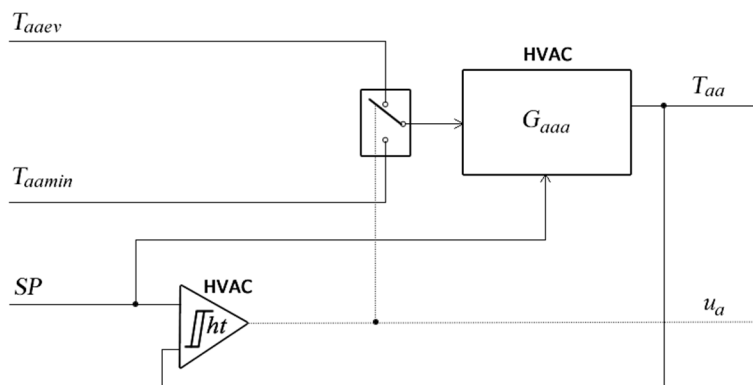 T_aaev
HVAC
T_aa
G_aaa
T_aamin
SP
HVAC
ht
u_a